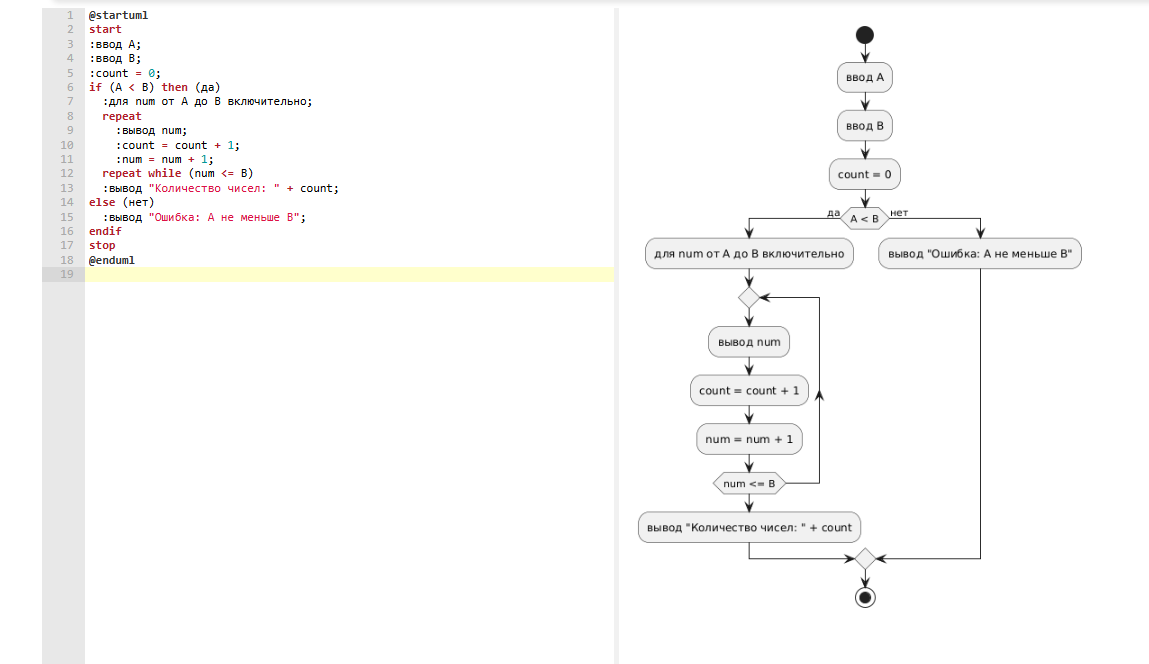 1 @startuml
2 start
3 :ввод A;
4 :ввод B;
5 :count = 0;
6 if (A < B) then (да)
7 :для num от A до B включительно;
8 repeat
9 :вывод num;
10 :count = count + 1;
11 :num = num + 1;
12 repeat while (num <= B)
13 :вывод "Количество чисел: " + count;
14 else (нет)
15 :вывод "Ошибка: A не меньше B";
16 endif
17 stop
18 @enduml
19
ввод A
ввод B
count = 0
да
A < B
нет
для num от A до B включительно
вывод "Ошибка: A не меньше B"
вывод num
count = count + 1
num = num + 1
num <= B
вывод "Количество чисел: " + count